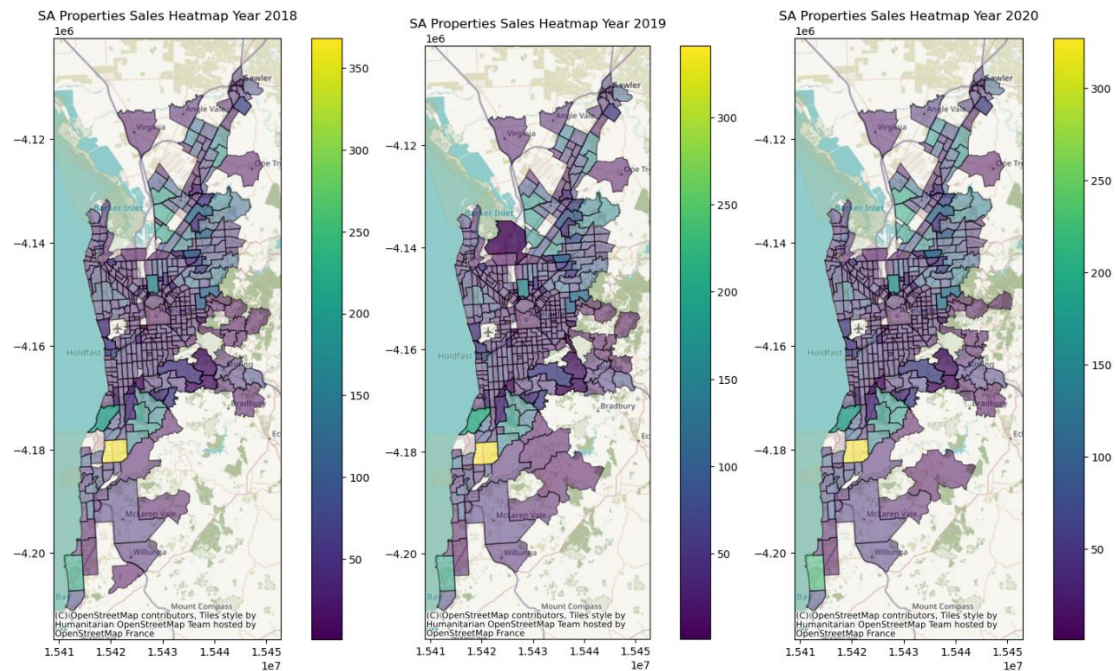 SA Properties Sales Heatmap Year 2018
1e6
−4.12
−4.14
−4.16
−4.18
−4.20
Gawler
Angle Vale
Virginia
One Tre
Barker Inlet
Holdfast
Stirling
Bradbury
Ec
McLaren Vale
Willunga
Mount Compass
(C) OpenStreetMap contributors, Tiles style by
Humanitarian OpenStreetMap Team hosted by
OpenStreetMap France
1.541 1.542 1.543 1.544 1.545
1e7
350
300
250
200
150
100
50
SA Properties Sales Heatmap Year 2019
1e6
−4.12
−4.14
−4.16
−4.18
−4.20
Gawler
Angle Vale
Virginia
One Tre
Barker Inlet
Holdfast
Stirling
Bradbury
Ec
McLaren Vale
Willunga
Mount Compass
(C) OpenStreetMap contributors, Tiles style by
Humanitarian OpenStreetMap Team hosted by
OpenStreetMap France
1.541 1.542 1.543 1.544 1.545
1e7
300
250
200
150
100
50
SA Properties Sales Heatmap Year 2020
1e6
−4.12
−4.14
−4.16
−4.18
−4.20
Gawler
Angle Vale
Virginia
One Tre
Barker Inlet
Holdfast
Stirling
Bradbury
Ec
McLaren Vale
Willunga
Mount Compass
(C) OpenStreetMap contributors, Tiles style by
Humanitarian OpenStreetMap Team hosted by
OpenStreetMap France
1.541 1.542 1.543 1.544 1.545
1e7
300
250
200
150
100
50